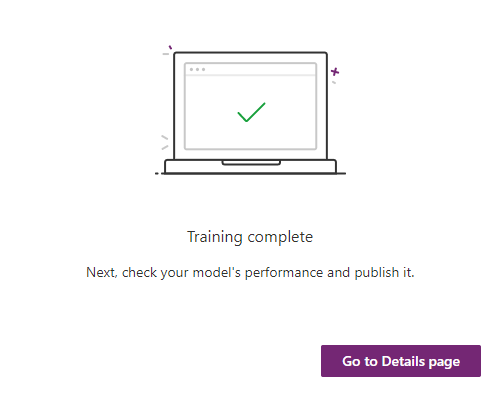 Training complete
Next, check your model's performance and publish it.
Go to Details page